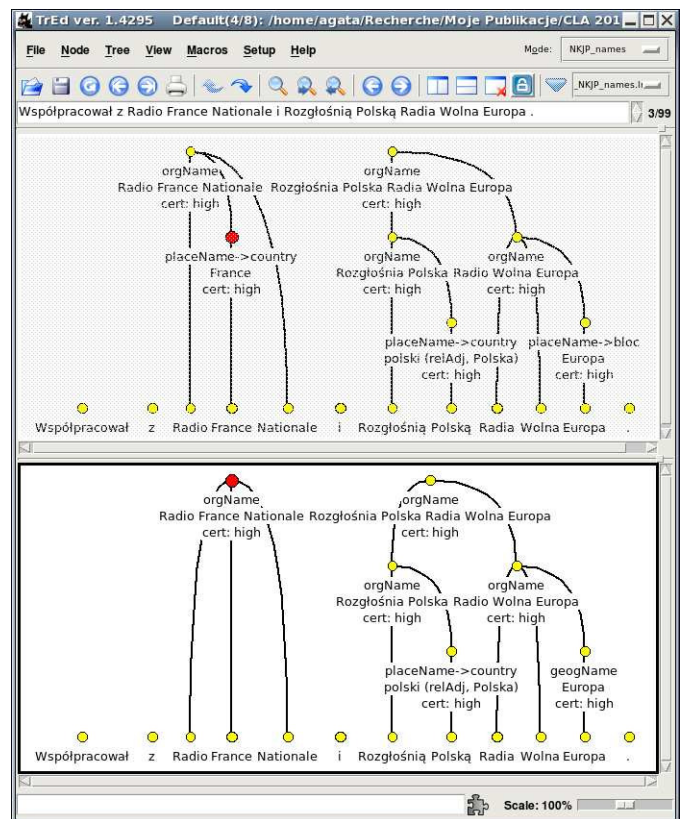 TrEd ver. 1.4295 Default(4/8): /home/agata/Recherche/Moje Publikacje/CLA 201
File Node Tree View Macros Setup Help Mode: NKJP_names
_NKJP_names.
Współpracował z Radio France Nationale i Rozgłośnią Polską Radia Wolna Europa . 3/99
orgName orgName
Radio France Nationale Rozgłośnia Polska Radia Wolna Europa
cert: high cert: high
placeName->country orgName orgName
France Rozgłośnia Polska Radio Wolna Europa
cert: high cert: high cert: high
placeName->country placeName->bloc
polski (relAdj, Polska) Europa
cert: high cert: high
Współpracował z Radio France Nationale i Rozgłośnią Polską Radia Wolna Europa .
orgName orgName
Radio France Nationale Rozgłośnia Polska Radia Wolna Europa
cert: high cert: high
orgName orgName
Rozgłośnia Polska Radio Wolna Europa
cert: high cert: high
placeName->country geogName
polski (relAdj, Polska) Europa
cert: high cert: high
Współpracował z Radio France Nationale i Rozgłośnią Polską Radia Wolna Europa .
Scale: 100%